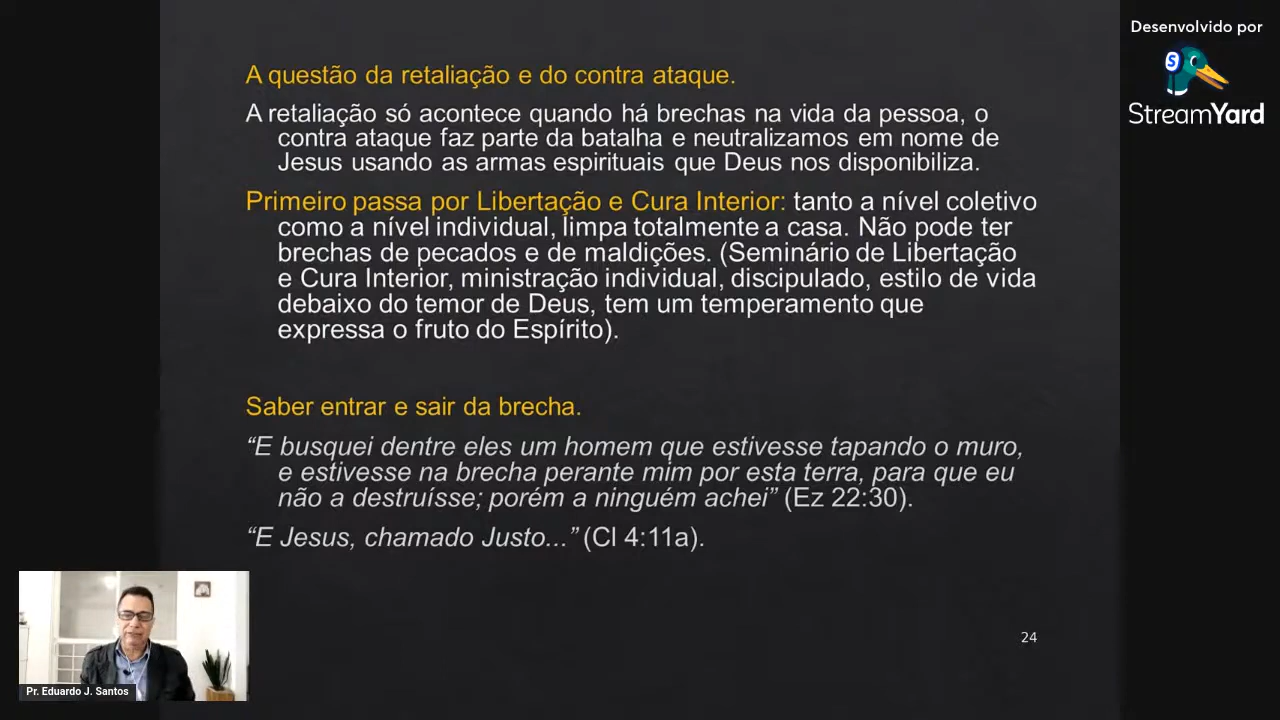 Desenvolvido por
StreamYard
A questão da retaliação e do contra ataque.
A retaliação só acontece quando há brechas na vida da pessoa, o
contra ataque faz parte da batalha e neutralizamos em nome de
Jesus usando as armas espirituais que Deus nos disponibiliza.
Primeiro passa por Libertação e Cura Interior: tanto a nível coletivo
como a nível individual, limpa totalmente a casa. Não pode ter
brechas de pecados e de maldições. (Seminário de Libertação
e Cura Interior, ministração individual, discipulado, estilo de vida
debaixo do temor de Deus, tem um temperamento que
expressa o fruto do Espírito).
Saber entrar e sair da brecha.
“E busquei dentre eles um homem que estivesse tapando o muro,
e estivesse na brecha perante mim por esta terra, para que eu
não a destruísse; porém a ninguém achei” (Ez 22:30).
“E Jesus, chamado Justo...” (Cl 4:11a).
24
Pr. Eduardo J. Santos